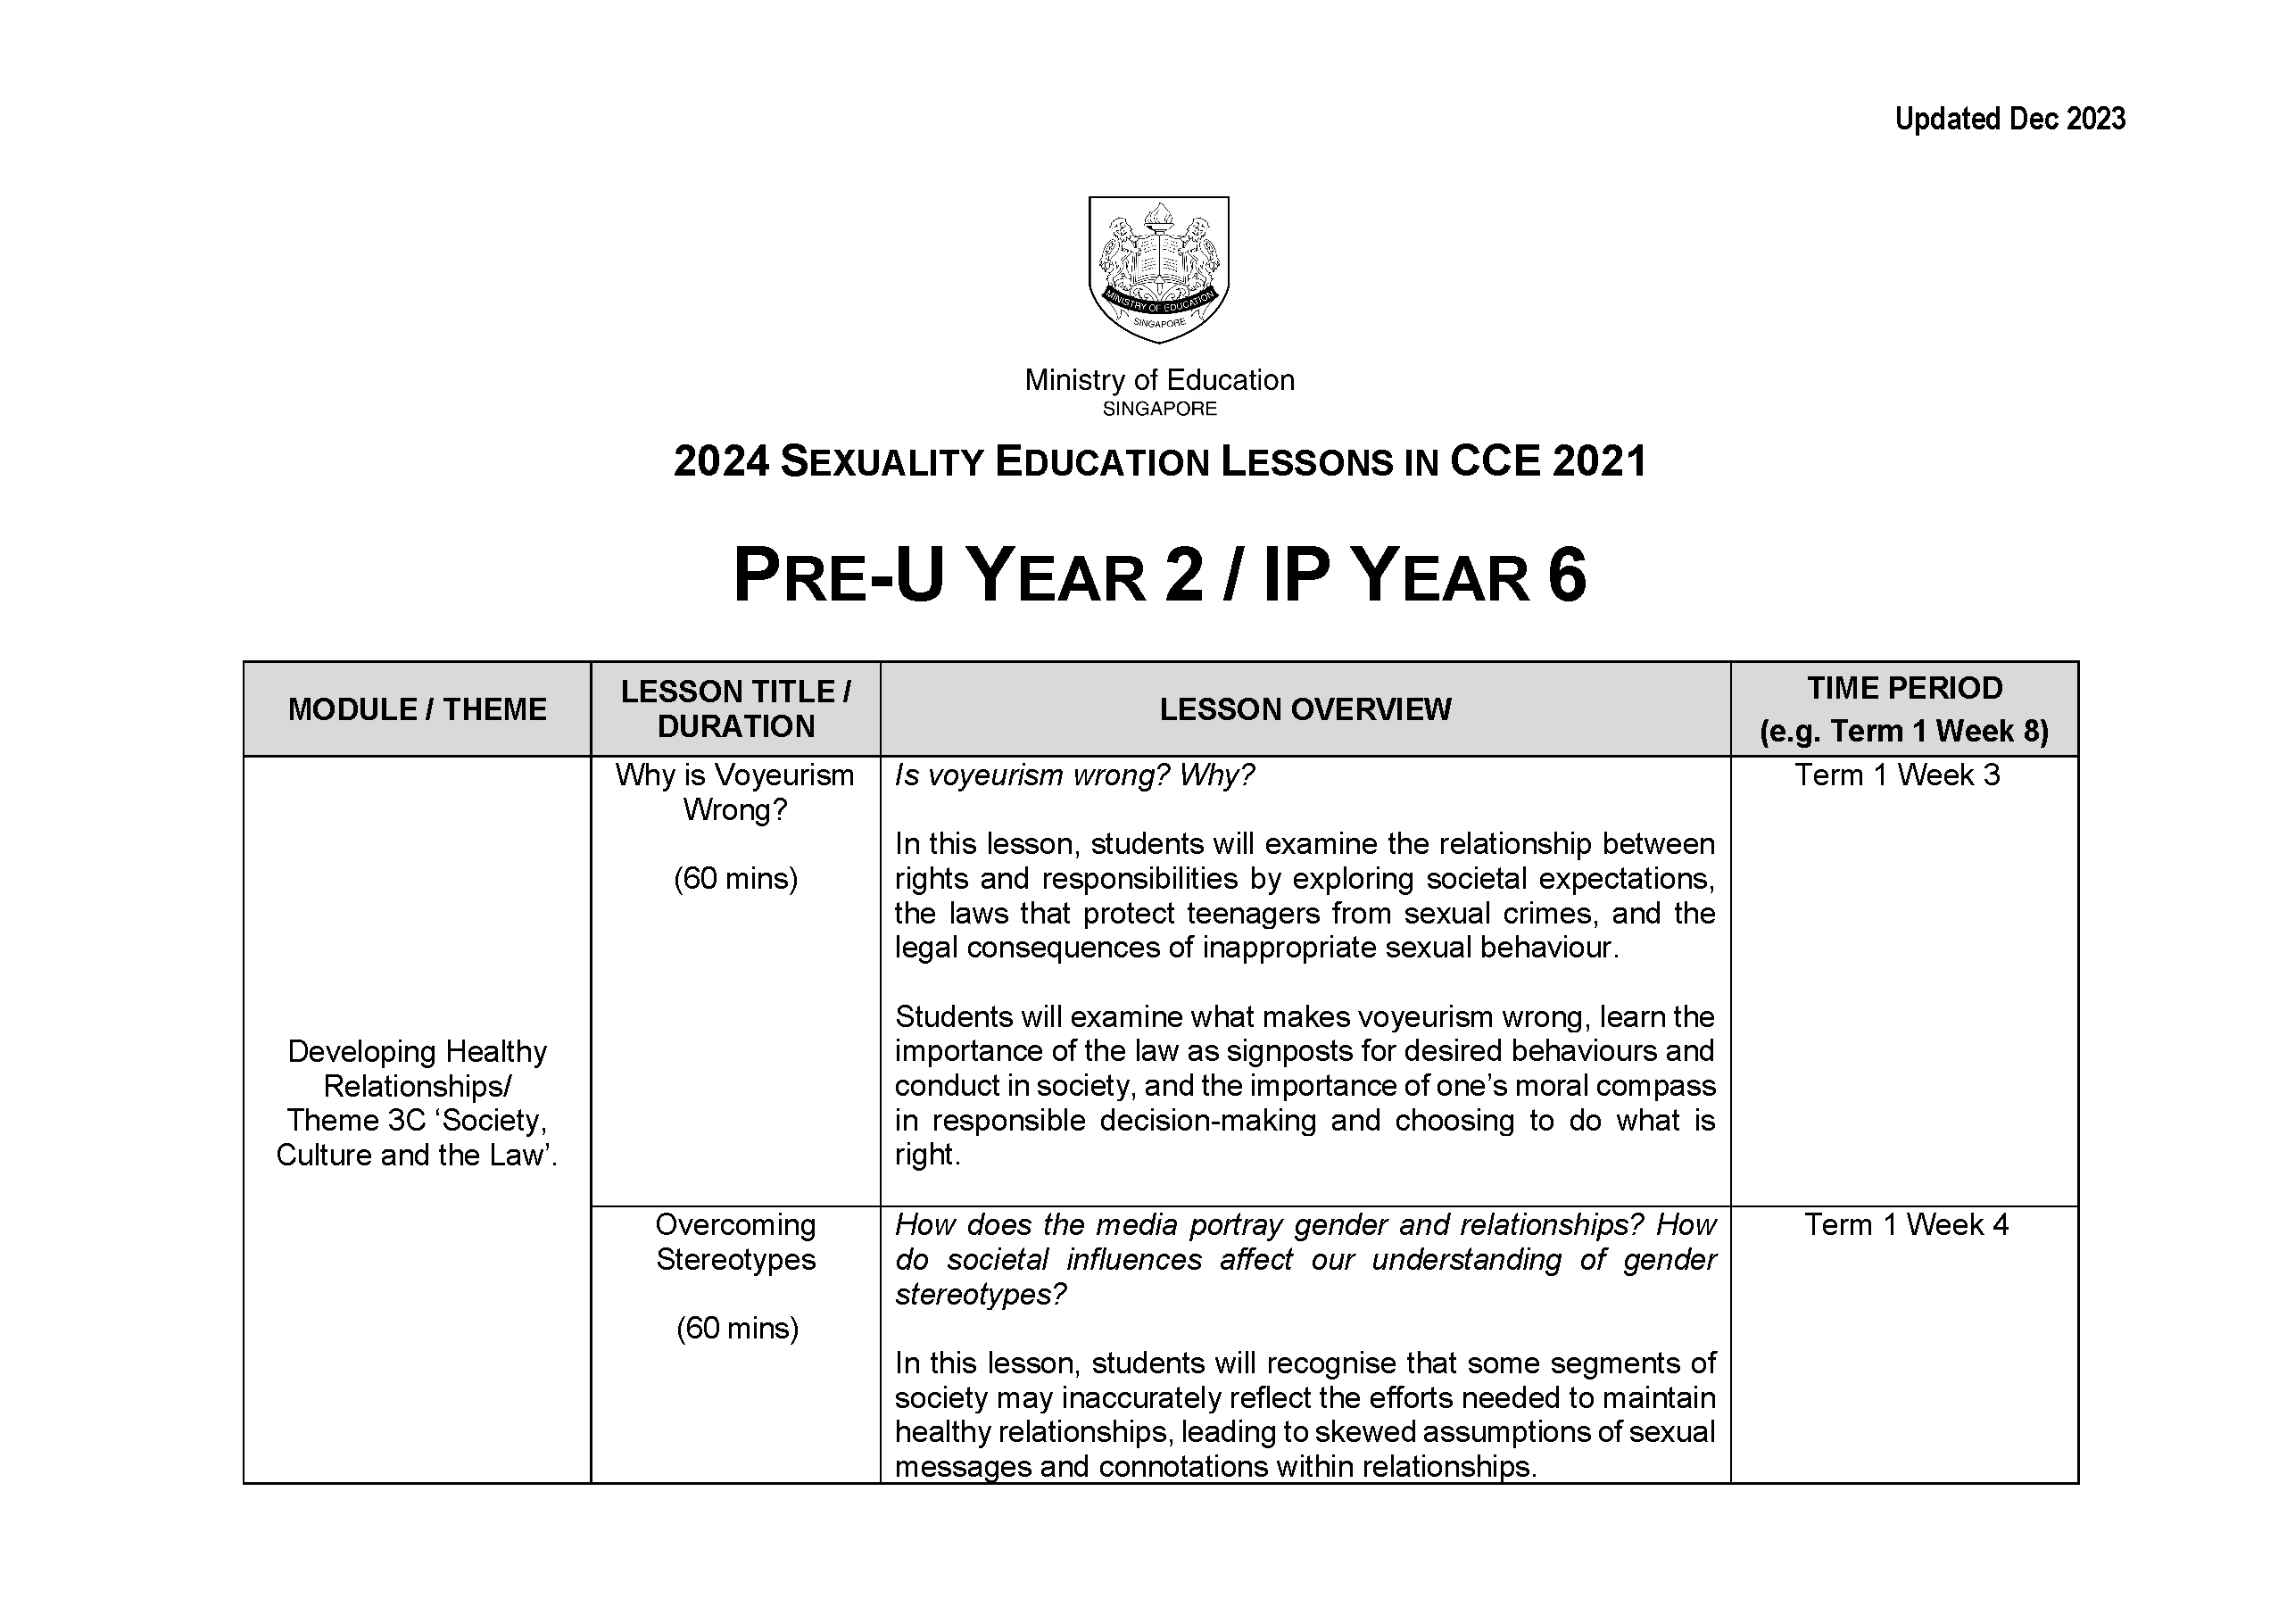 Updated Dec 2023
MINISTRY OF EDUCATION
SINGAPORE
Ministry of Education
SINGAPORE
2024 SEXUALITY EDUCATION LESSONS IN CCE 2021
PRE-U YEAR 2 / IP YEAR 6
MODULE / THEME
LESSON TITLE /
DURATION
LESSON OVERVIEW
TIME PERIOD
(e.g. Term 1 Week 8)
Developing Healthy
Relationships/
Theme 3C ‘Society,
Culture and the Law’.
Why is Voyeurism
Wrong?
(60 mins)
Is voyeurism wrong? Why?
In this lesson, students will examine the relationship between
rights and responsibilities by exploring societal expectations,
the laws that protect teenagers from sexual crimes, and the
legal consequences of inappropriate sexual behaviour.
Students will examine what makes voyeurism wrong, learn the
importance of the law as signposts for desired behaviours and
conduct in society, and the importance of one’s moral compass
in responsible decision-making and choosing to do what is
right.
Term 1 Week 3
Overcoming
Stereotypes
(60 mins)
How does the media portray gender and relationships? How
do societal influences affect our understanding of gender
stereotypes?
In this lesson, students will recognise that some segments of
society may inaccurately reflect the efforts needed to maintain
healthy relationships, leading to skewed assumptions of sexual
messages and connotations within relationships.
Term 1 Week 4